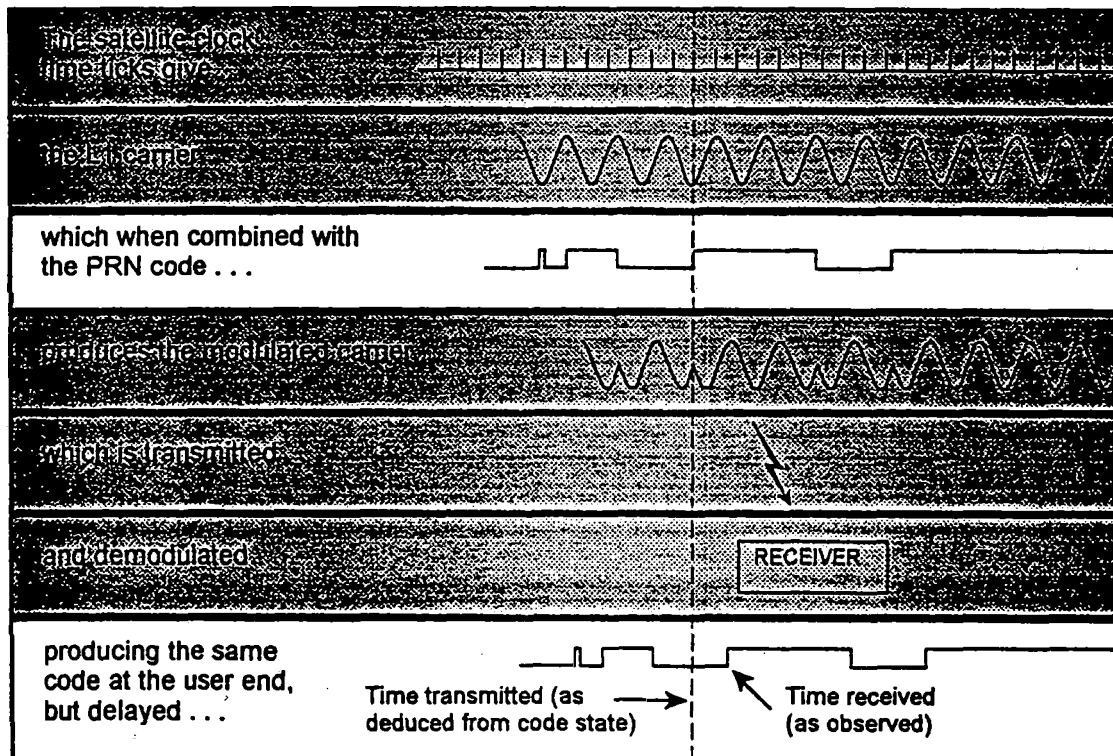 The satellite clock
time ticks give
the L1 carrier
which when combined with
the PRN code . . .
produces the modulated carrier
which is transmitted
and demodulated
RECEIVER
producing the same
code at the user end,
but delayed . . .
Time transmitted (as
deduced from code state)
Time received
(as observed)